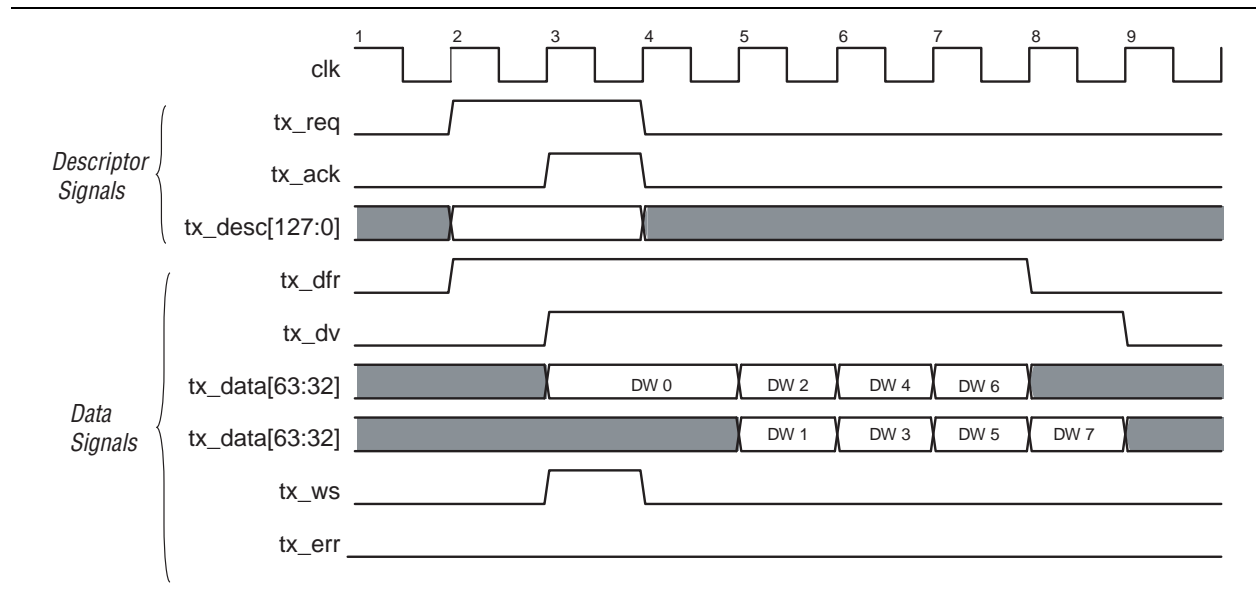 1 2 3 4 5 6 7 8 9
clk
tx_req
Descriptor
Signals
tx_ack
tx_desc[127:0]
tx_dfr
tx_dv
tx_data[63:32] DW 0 DW 2 DW 4 DW 6
Data
Signals
tx_data[63:32] DW 1 DW 3 DW 5 DW 7
tx_ws
tx_err